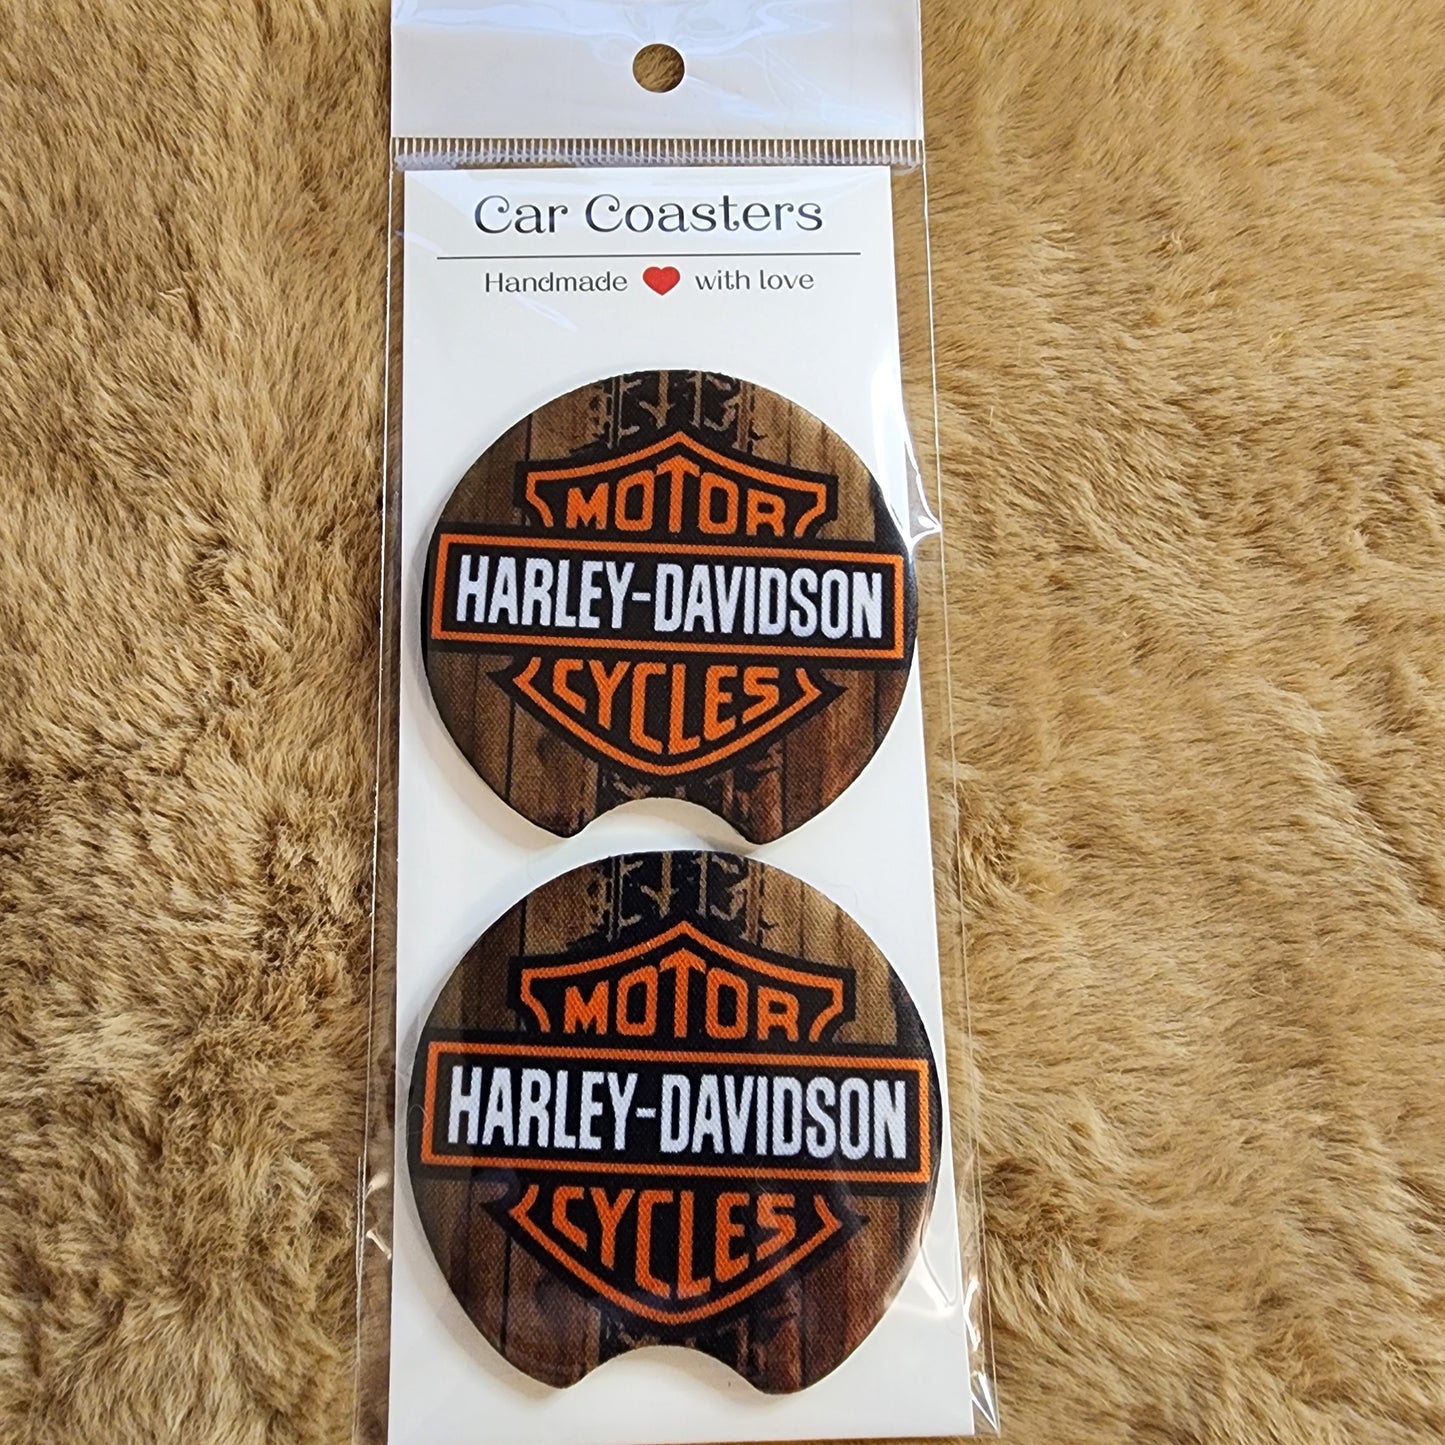 Car Coasters
Handmade ❤ with love
MOTOR
HARLEY-DAVIDSON
CYCLES
MOTOR
HARLEY-DAVIDSON
CYCLES